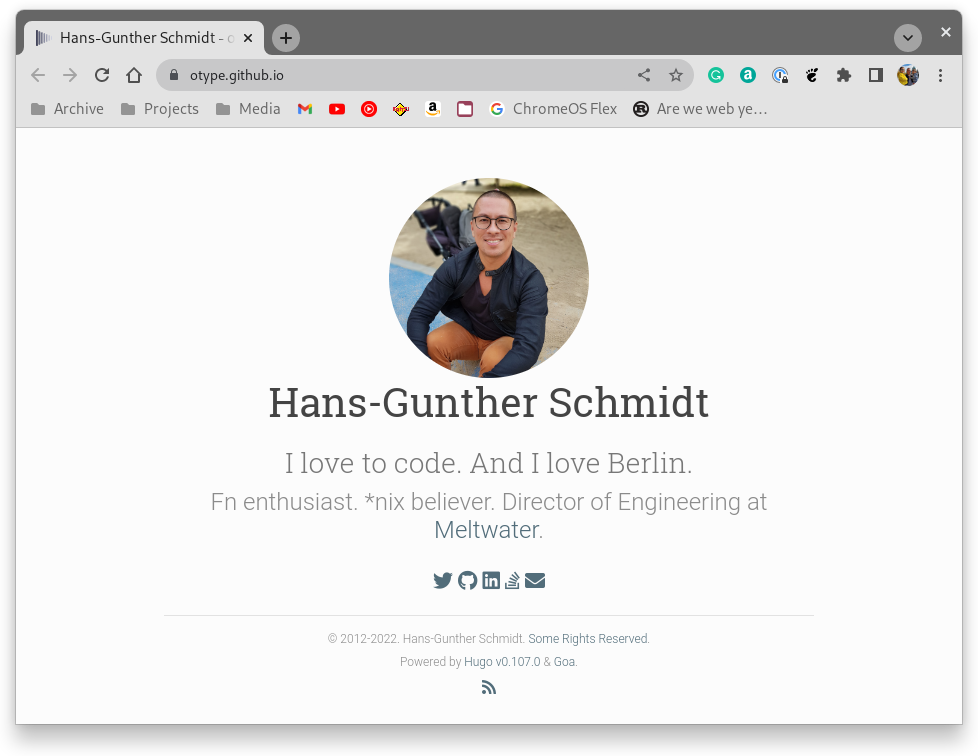 Hans-Gunther Schmidt - o
otype.github.io
Archive Projects Media ChromeOS Flex Are we web ye…
Hans-Gunther Schmidt
I love to code. And I love Berlin.
Fn enthusiast. *nix believer. Director of Engineering at
Meltwater.
© 2012-2022. Hans-Gunther Schmidt. Some Rights Reserved.
Powered by Hugo v0.107.0 & Goa.